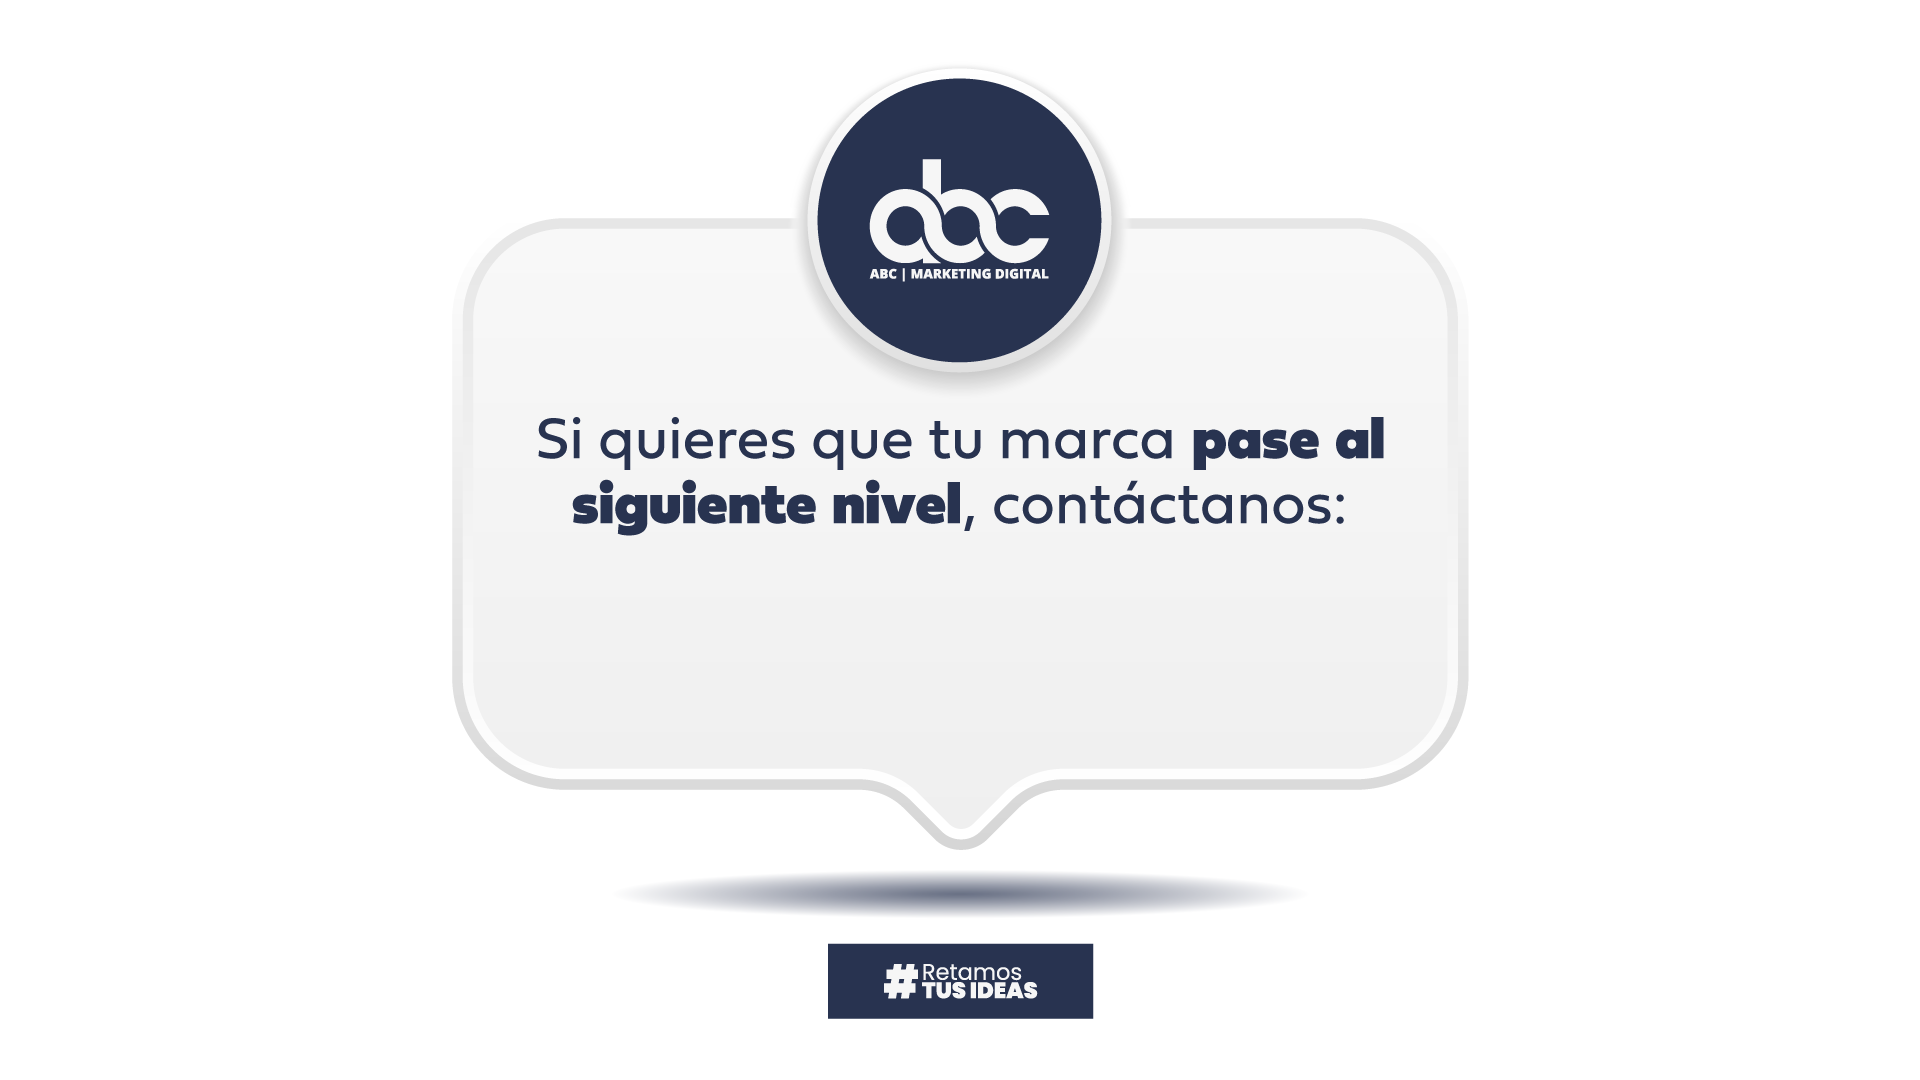 abc
ABC | MARKETING DIGITAL
Si quieres que tu marca pase al
siguiente nivel, contáctanos:
#Retamos
TUS IDEAS